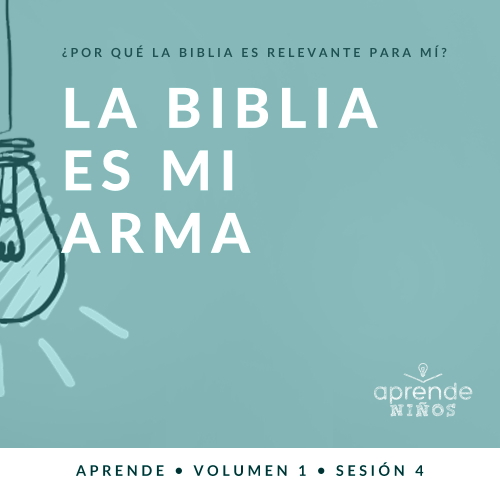 ¿POR QUÉ LA BIBLIA ES RELEVANTE PARA MÍ?
LA BIBLIA
ES MI
ARMA
aprende
NIÑOS
APRENDE • VOLUMEN 1 • SESIÓN 4